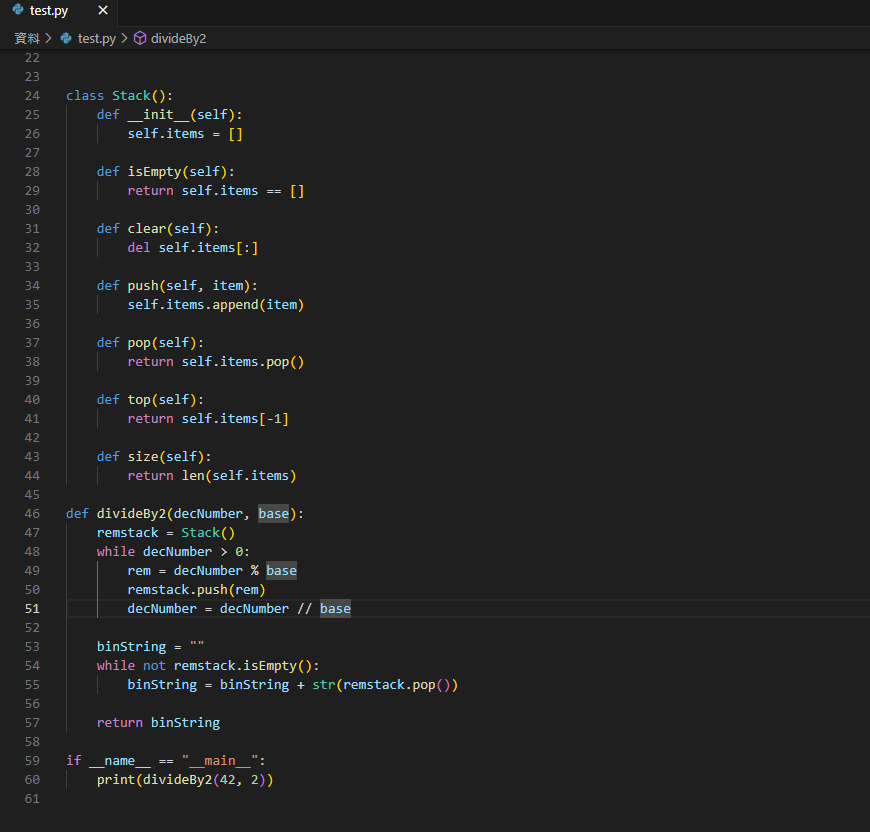 test.py
資料 > test.py > divideBy2
22
23
24 class Stack():
25     def __init__(self):
26         self.items = []
27
28     def isEmpty(self):
29         return self.items == []
30
31     def clear(self):
32         del self.items[:]
33
34     def push(self, item):
35         self.items.append(item)
36
37     def pop(self):
38         return self.items.pop()
39
40     def top(self):
41         return self.items[-1]
42
43     def size(self):
44         return len(self.items)
45
46 def divideBy2(decNumber, base):
47     remstack = Stack()
48     while decNumber > 0:
49         rem = decNumber % base
50         remstack.push(rem)
51         decNumber = decNumber // base
52
53     binString = ""
54     while not remstack.isEmpty():
55         binString = binString + str(remstack.pop())
56
57     return binString
58
59 if __name__ == "__main__":
60     print(divideBy2(42, 2))
61